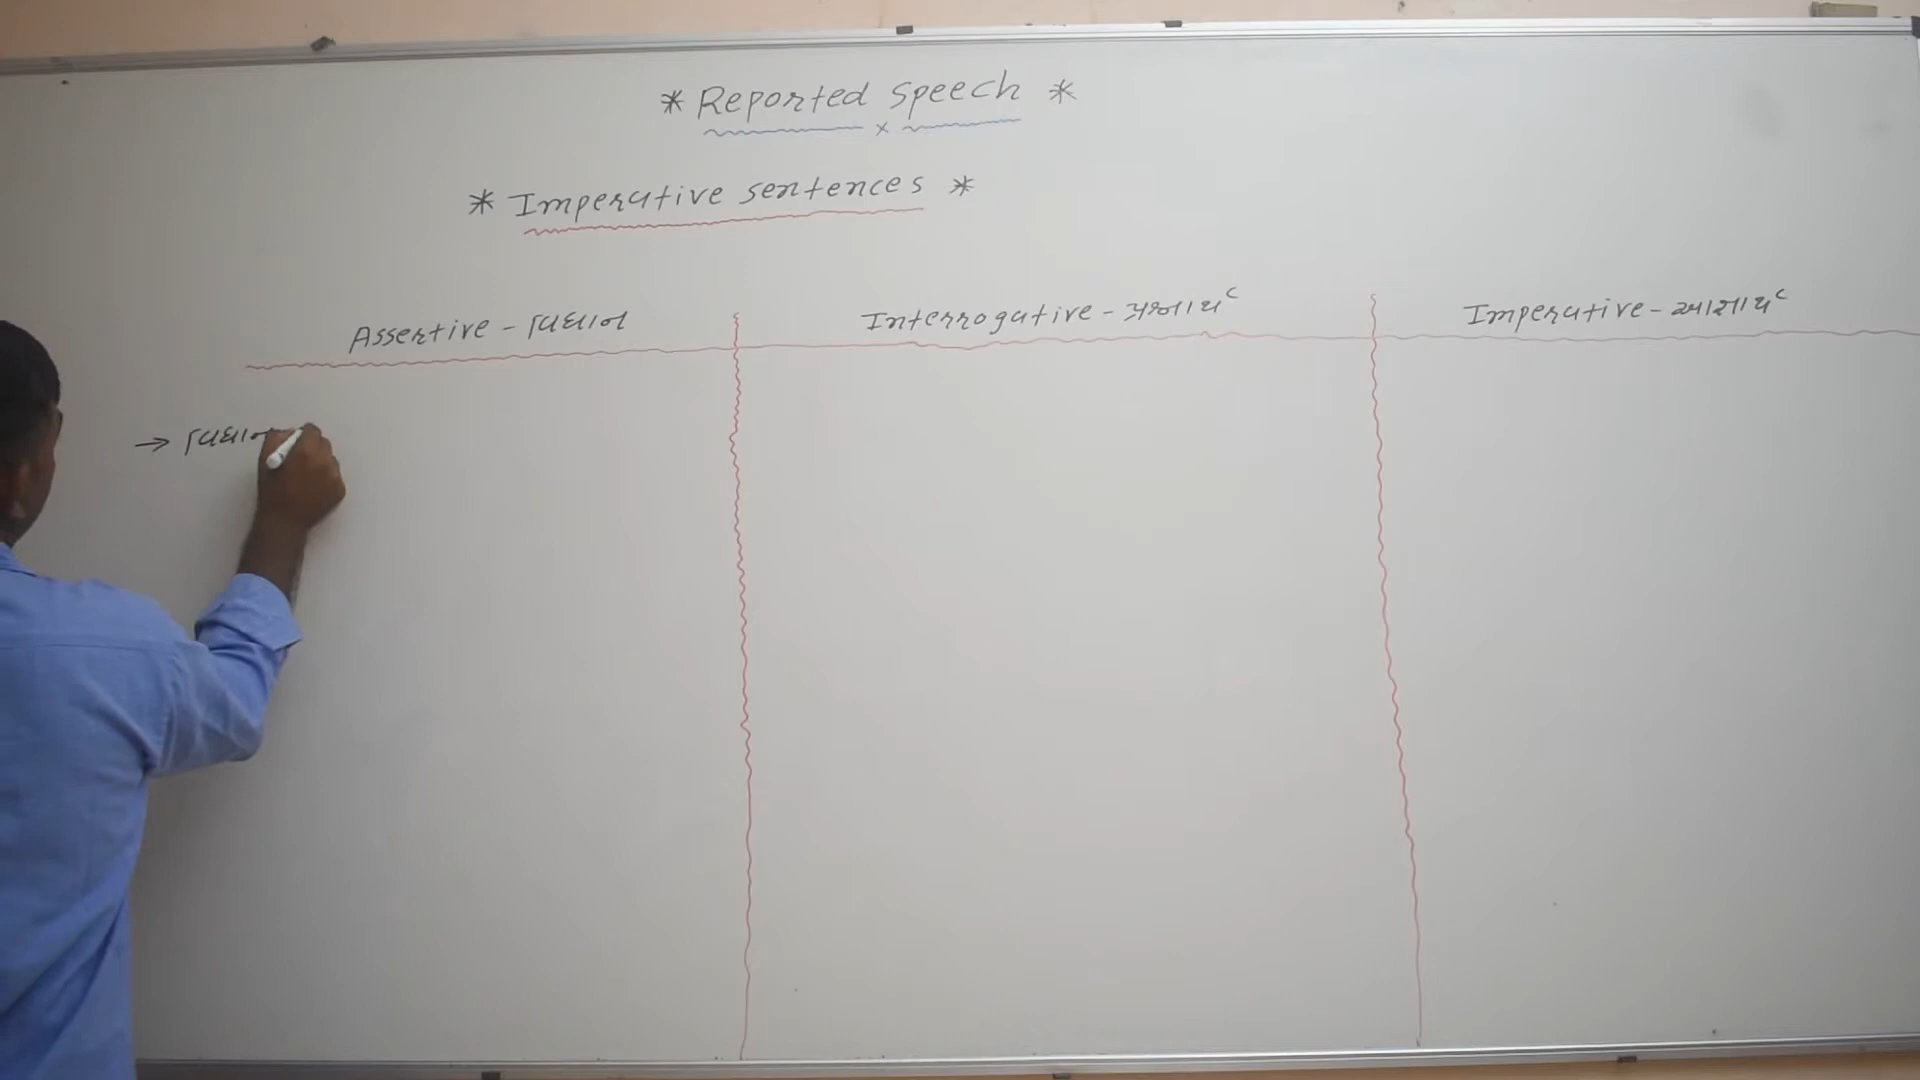 * Reported speech *
x
* Imperative sentences *
Assertive - વિધાન
Interrogative - પ્રશ્નાર્થ
Imperative - આજ્ઞાર્થ
→ વિધાન